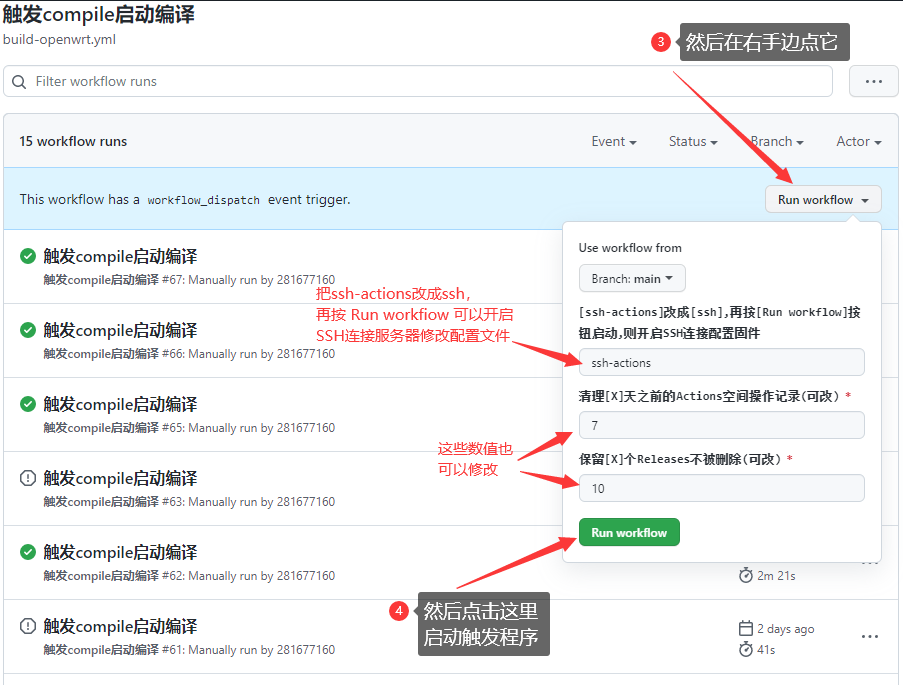 触发compile启动编译
build-openwrt.yml
3
然后在右手边点它
Filter workflow runs
15 workflow runs
Event
Status
Branch
Actor
This workflow has a workflow_dispatch event trigger.
Run workflow
Use workflow from
Branch: main
[ssh-actions]改成[ssh],再按[Run workflow]按
钮启动,则开启SSH连接配置固件
ssh-actions
清理[X]天之前的Actions空间操作记录(可改) *
7
保留[X]个Releases不被删除(可改) *
10
Run workflow
触发compile启动编译
触发compile启动编译 #67: Manually run by 281677160
把ssh-actions改成ssh，
再按 Run workfiow 可以开启
SSH连接服务器修改配置文件
触发compile启动编译
触发compile启动编译 #66: Manually run by 281677160
触发compile启动编译
触发compile启动编译 #65: Manually run by 281677160
这些数值也
可以修改
触发compile启动编译
触发compile启动编译 #63: Manually run by 281677160
触发compile启动编译
触发compile启动编译 #62: Manually run by 281677160
2m 21s
4
然后点击这里
启动触发程序
触发compile启动编译
触发compile启动编译 #61: Manually run by 281677160
2 days ago
41s